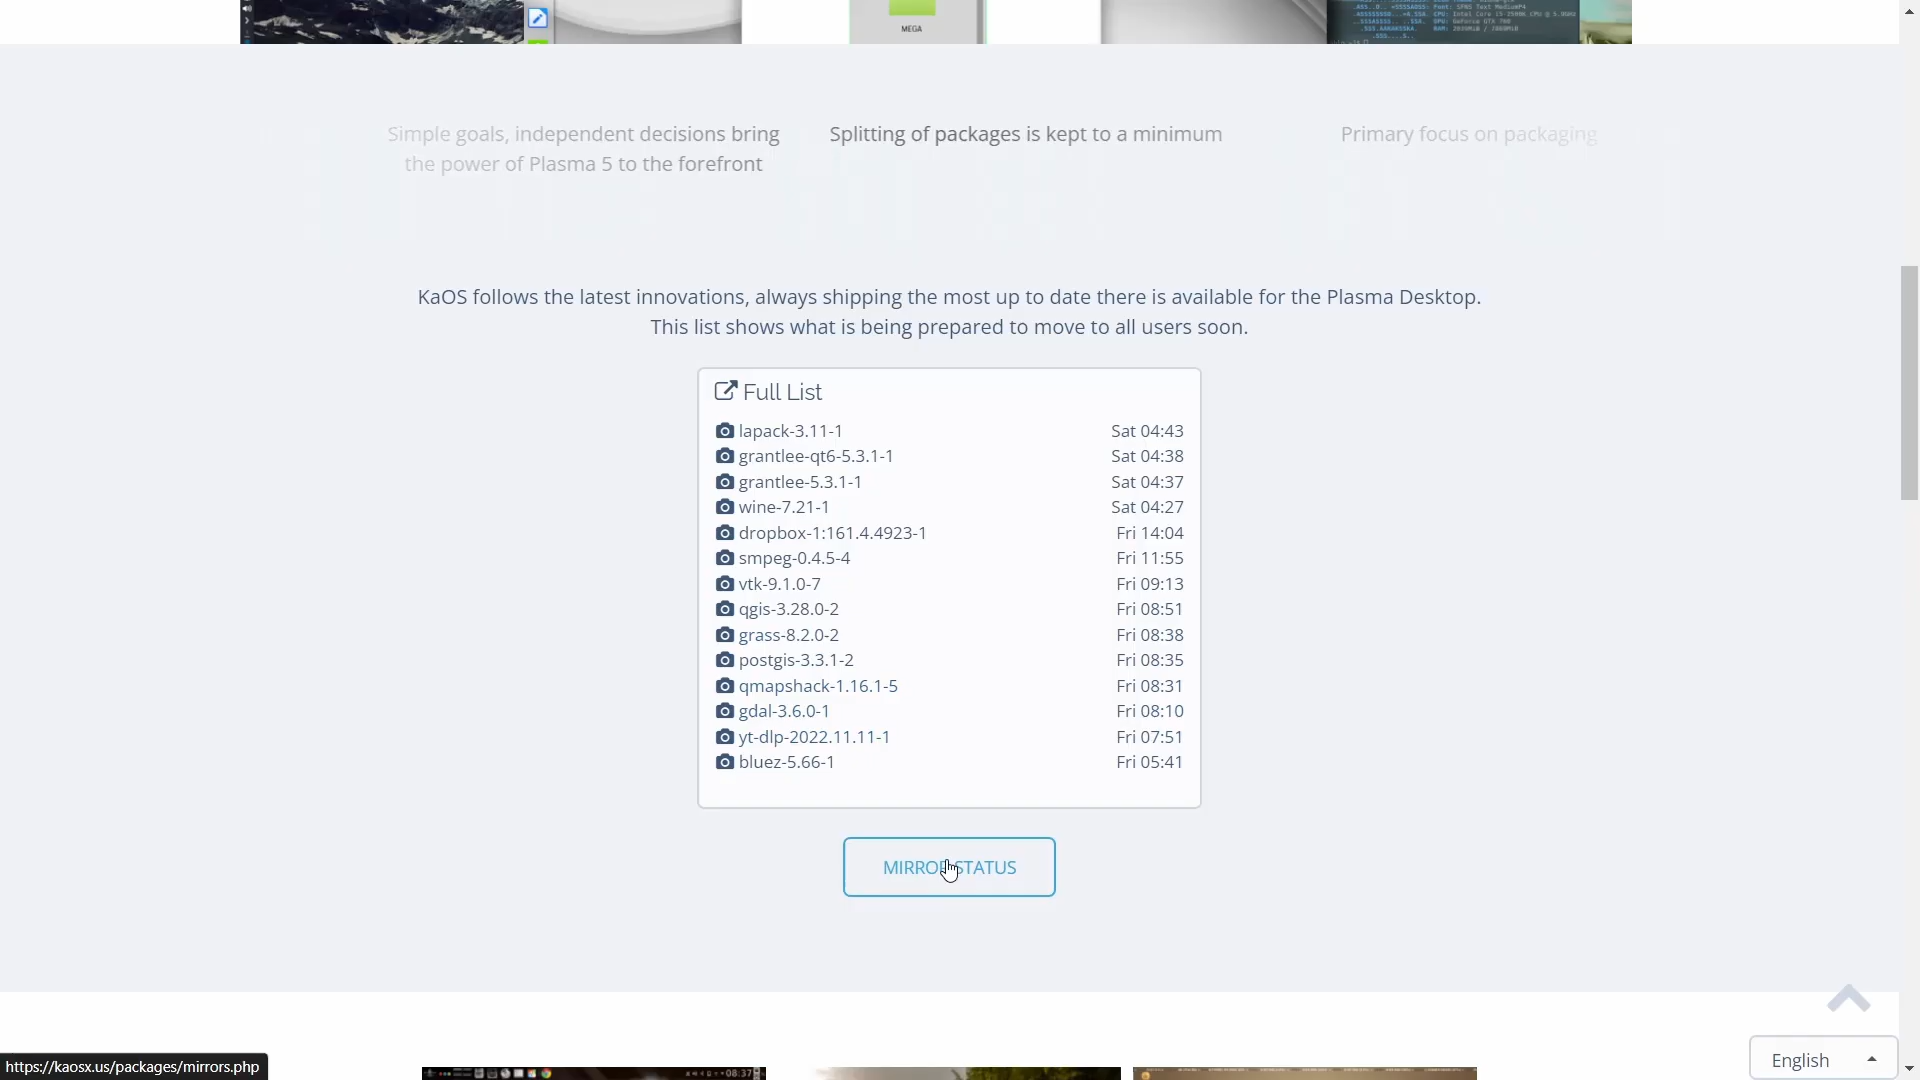 MEGA
Simple goals, independent decisions bring
the power of Plasma 5 to the forefront
Splitting of packages is kept to a minimum
Primary focus on packaging
KaOS follows the latest innovations, always shipping the most up to date there is available for the Plasma Desktop.
This list shows what is being prepared to move to all users soon.
Full List
lapack-3.11-1 Sat 04:43
grantlee-qt6-5.3.1-1 Sat 04:38
grantlee-5.3.1-1 Sat 04:37
wine-7.21-1 Sat 04:27
dropbox-1:161.4.4923-1 Fri 14:04
smpeg-0.4.5-4 Fri 11:55
vtk-9.1.0-7 Fri 09:13
qgis-3.28.0-2 Fri 08:51
grass-8.2.0-2 Fri 08:38
postgis-3.3.1-2 Fri 08:35
qmapshack-1.16.1-5 Fri 08:31
gdal-3.6.0-1 Fri 08:10
yt-dlp-2022.11.11-1 Fri 07:51
bluez-5.66-1 Fri 05:41
MIRROR STATUS
English
https://kaosx.us/packages/mirrors.php
08:37